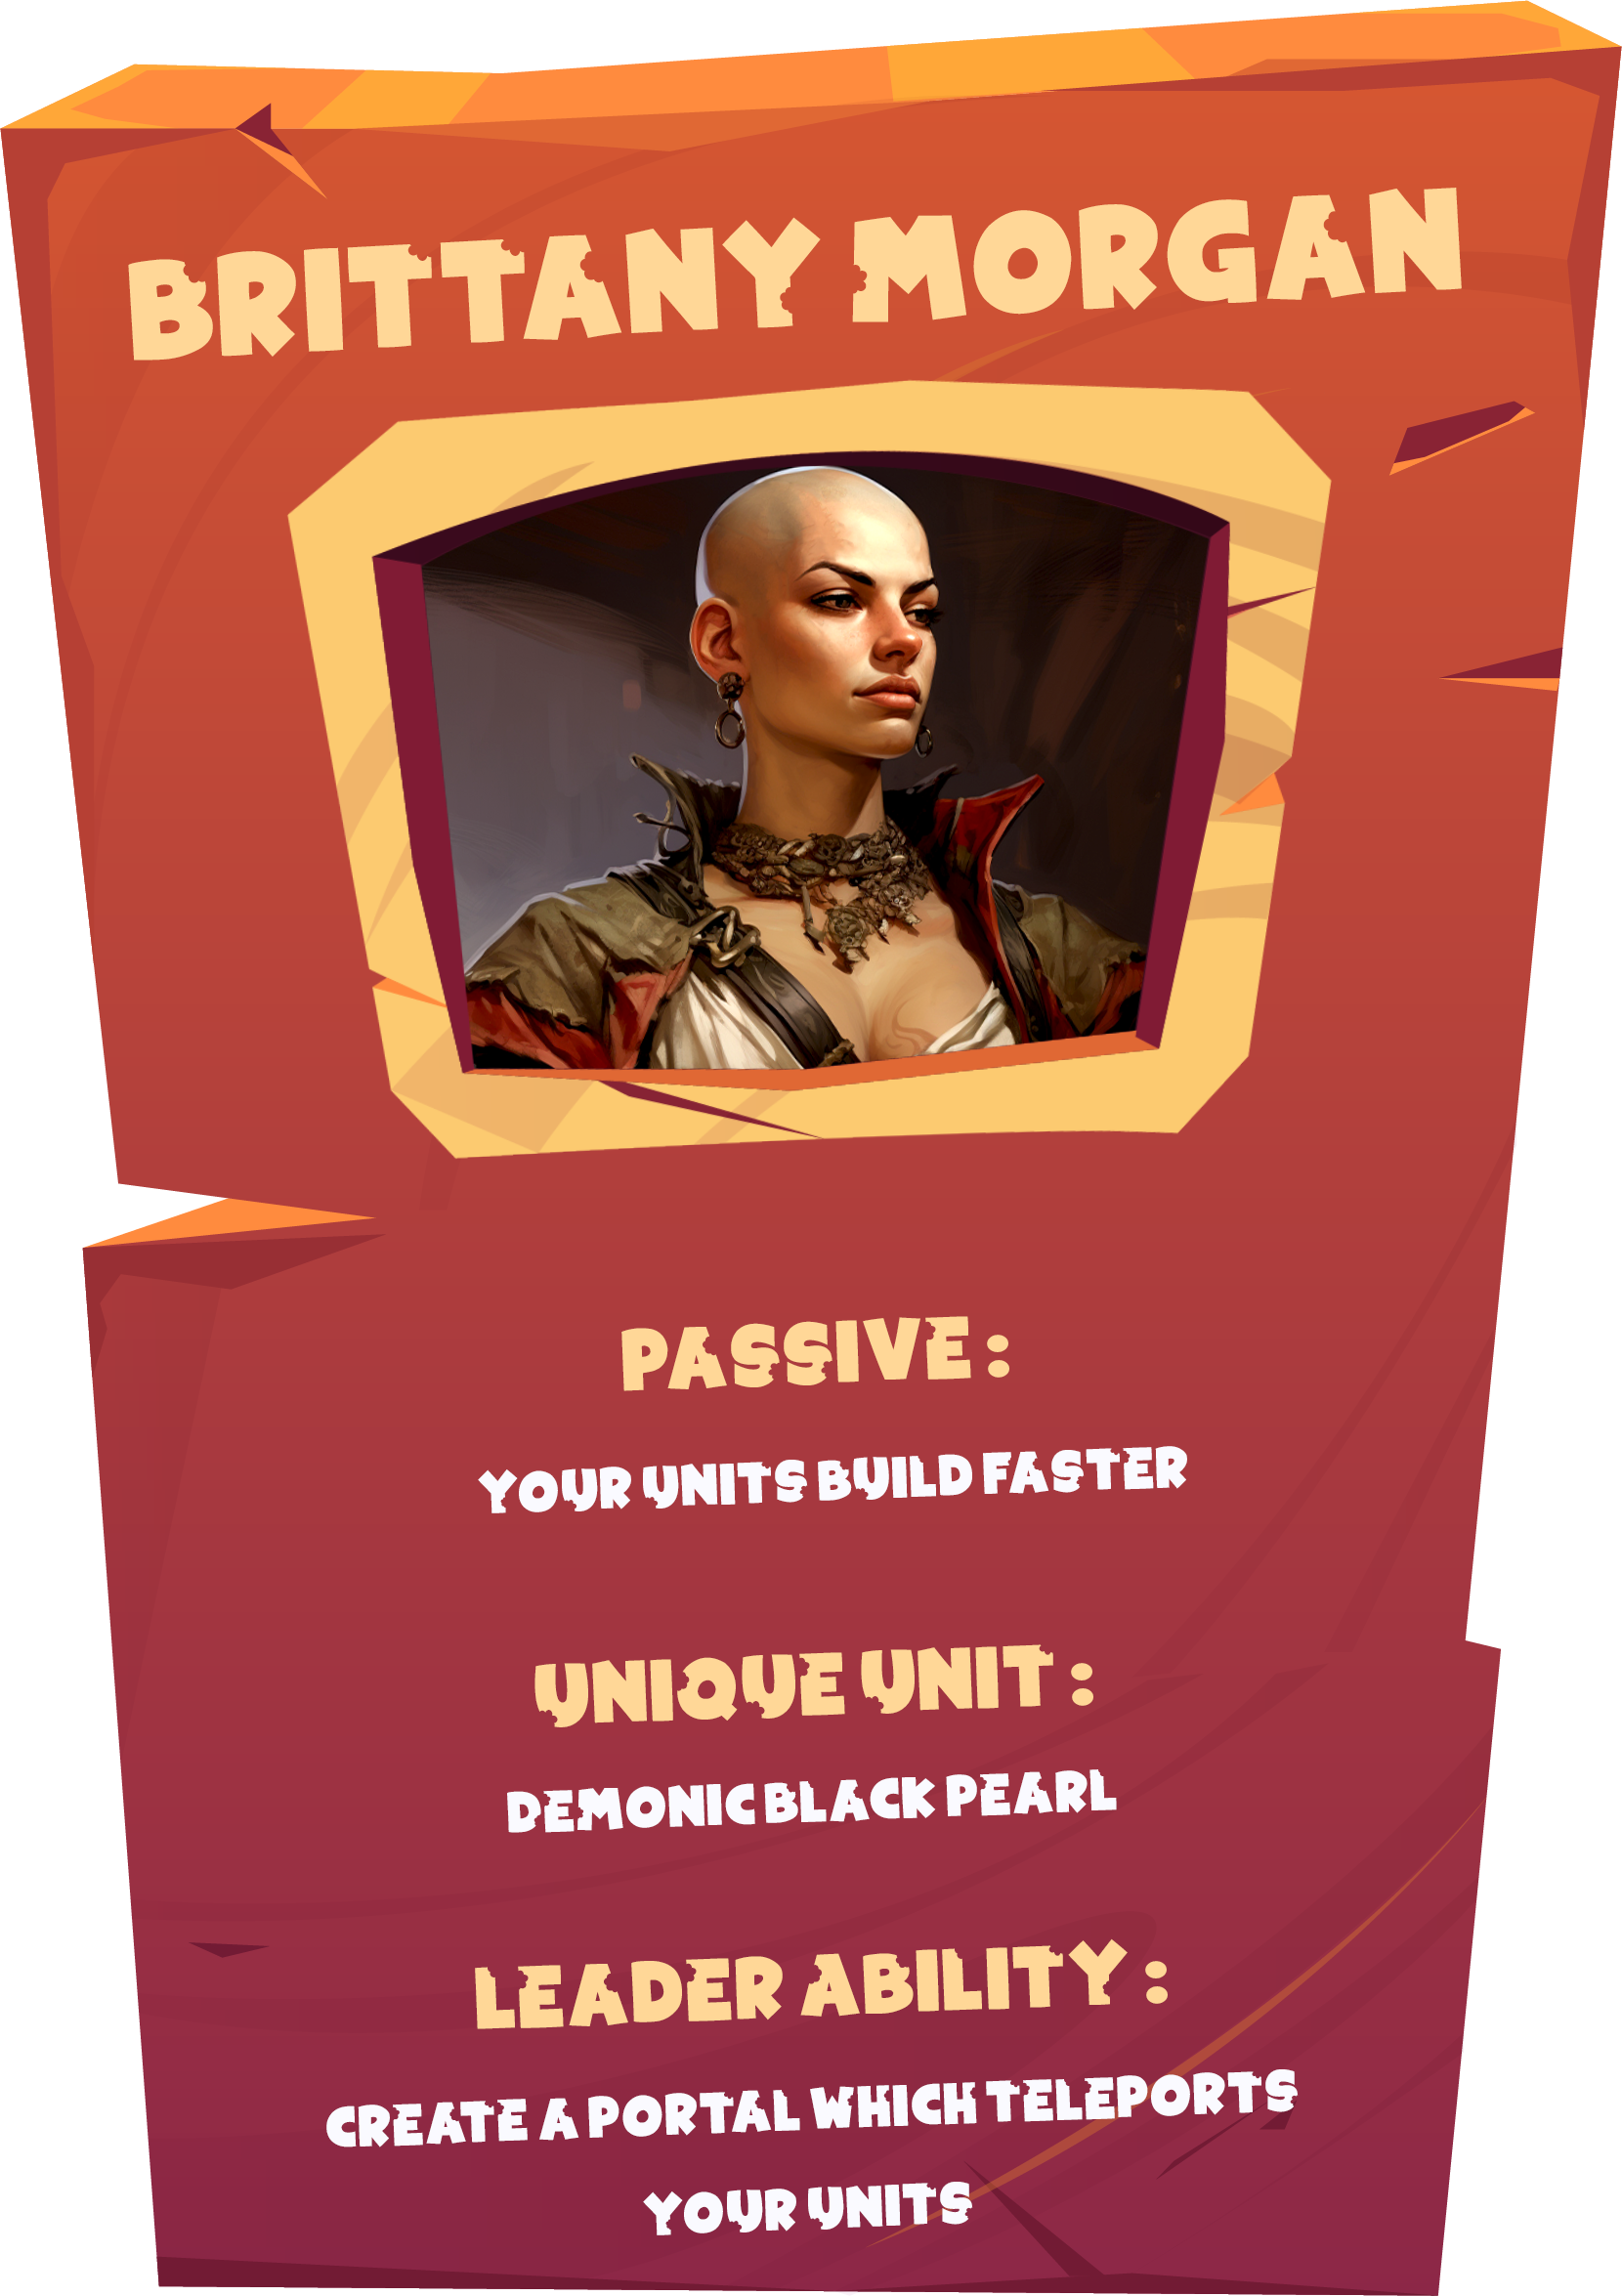 BRITTANY MORGAN
PASSIVE :
YOUR UNITS BUILD FASTER
UNIQUE UNIT :
DEMONIC BLACK PEARL
LEADER ABILITY :
CREATE A PORTAL WHICH TELEPORTS
YOUR UNITS